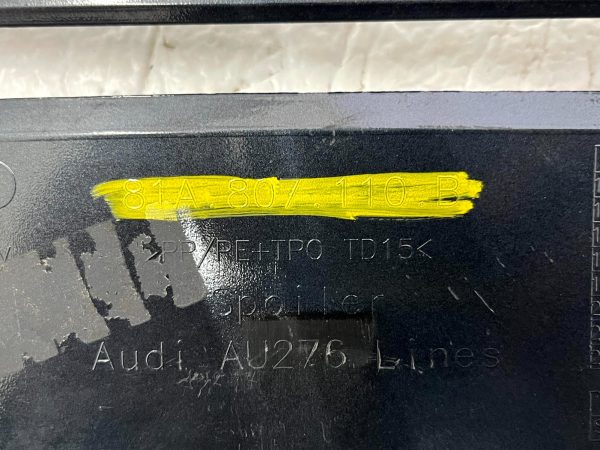 81A.807.110 B
>PP/PE+TPO TD15<
Spoiler
Audi AU276 Lines